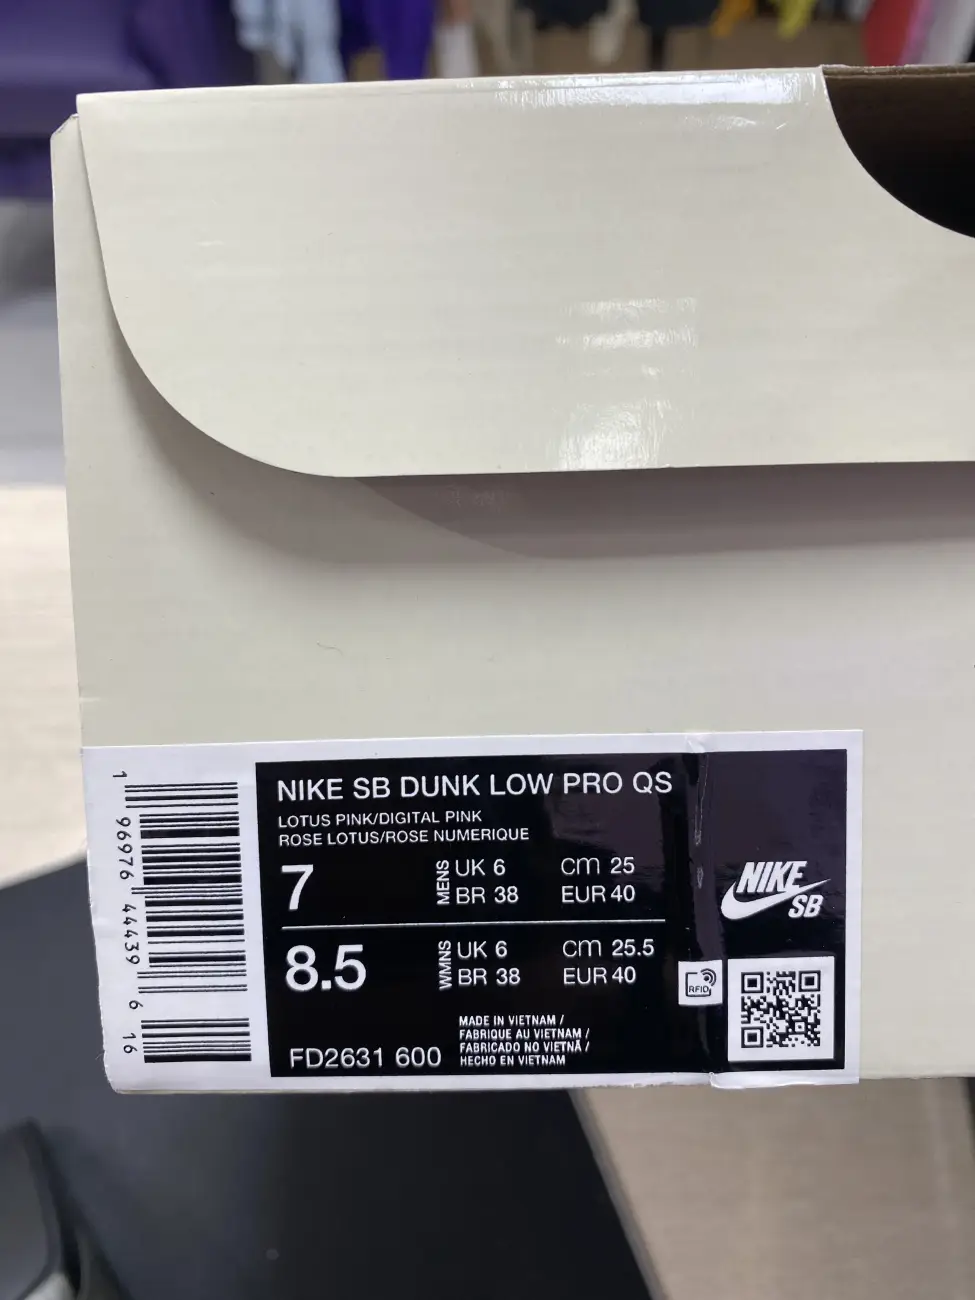 NIKE SB DUNK LOW PRO QS
LOTUS PINK/DIGITAL PINK
ROSE LOTUS/ROSE NUMERIQUE
7
MENS
UK 6
CM 25
BR 38
EUR 40
8.5
WMNS
UK 6
CM 25.5
BR 38
EUR 40
FD2631 600
MADE IN VIETNAM /
FABRIQUE AU VIETNAM /
FABRICADO NO VIETNÃ /
HECHO EN VIETNAM
NIKE
SB
RFID
1 96976 44439 6 16